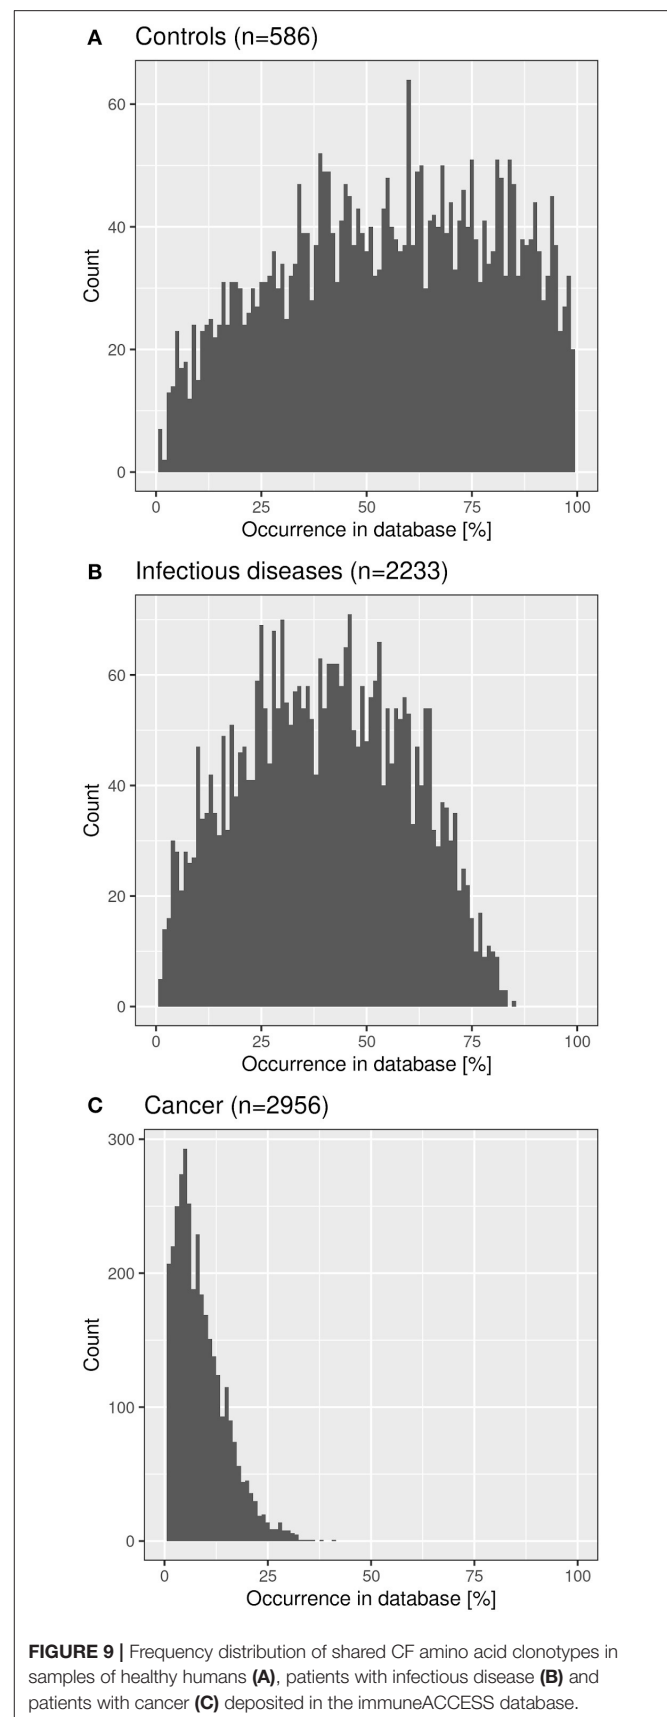 A Controls (n=586)
60
40
20
0
Count
0 25 50 75 100
Occurrence in database [%]
B Infectious diseases (n=2233)
60
40
20
0
Count
0 25 50 75 100
Occurrence in database [%]
C Cancer (n=2956)
300
200
100
0
Count
0 25 50 75 100
Occurrence in database [%]
FIGURE 9 | Frequency distribution of shared CF amino acid clonotypes in
samples of healthy humans (A), patients with infectious disease (B) and
patients with cancer (C) deposited in the immuneACCESS database.